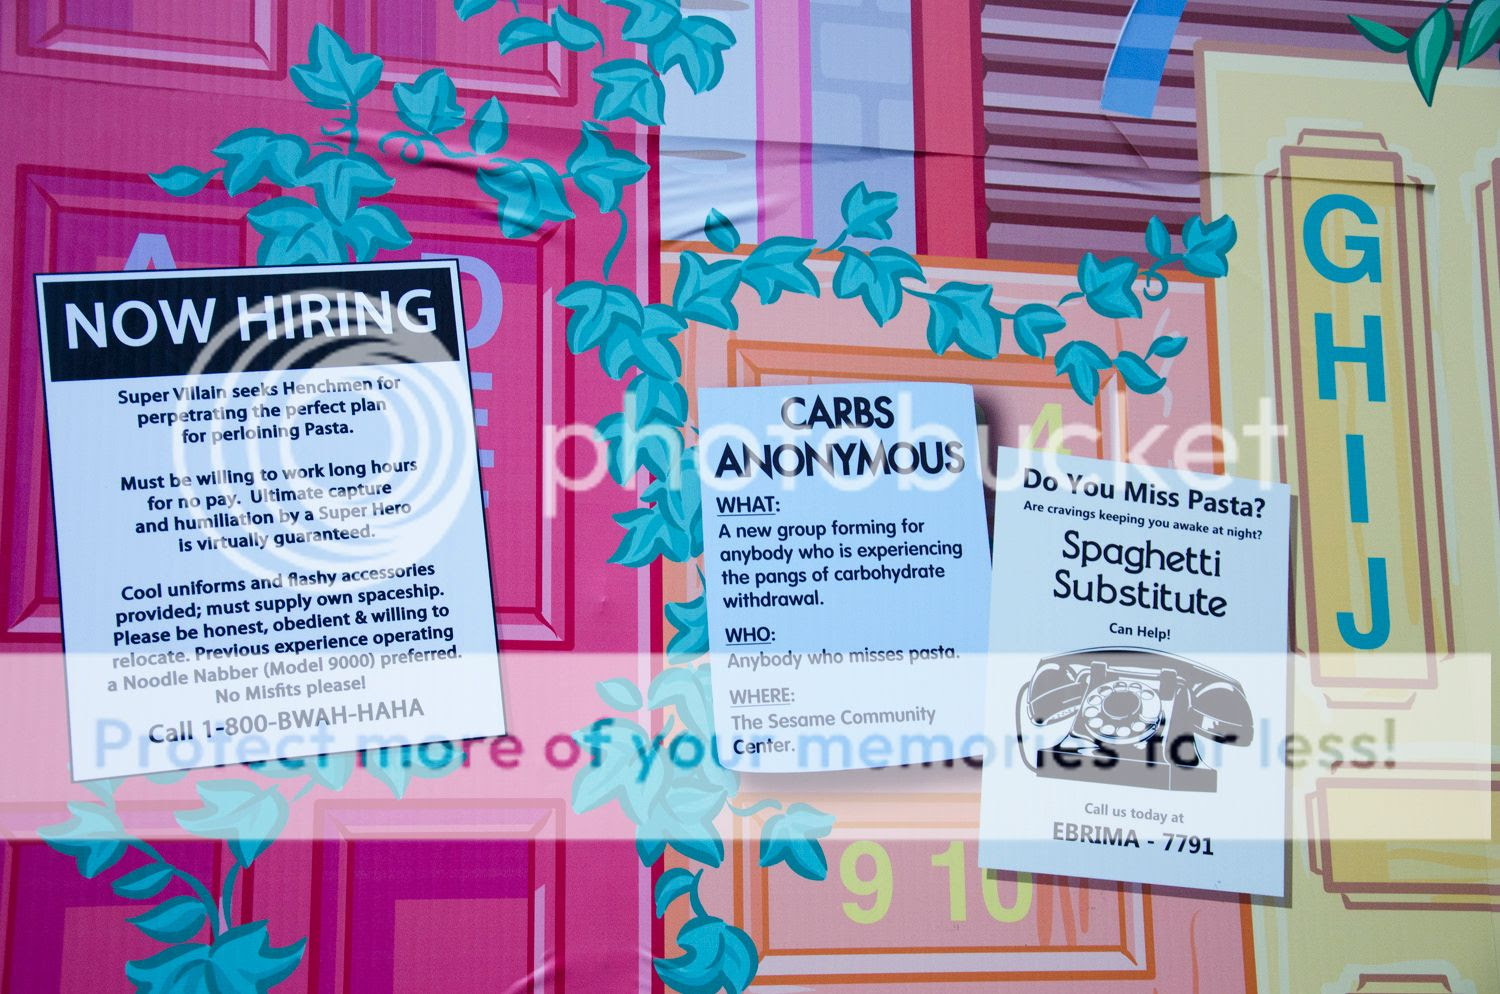 A D
E
NOW HIRING
Super Villain seeks Henchmen for
perpetrating the perfect plan
for perloining Pasta.
Must be willing to work long hours
for no pay. Ultimate capture
and humiliation by a Super Hero
is virtually guaranteed.
Cool uniforms and flashy accessories
provided; must supply own spaceship.
Please be honest, obedient & willing to
relocate. Previous experience operating
a Noodle Nabber (Model 9000) preferred.
No Misfits please!
Call 1-800-BWAH-HAHA
CARBS
ANONYMOUS
WHAT:
A new group forming for
anybody who is experiencing
the pangs of carbohydrate
withdrawal.
WHO:
Anybody who misses pasta.
WHERE:
The Sesame Community
Center.
4
Do You Miss Pasta?
Are cravings keeping you awake at night?
Spaghetti
Substitute
Can Help!
Call us today at
EBRIMA - 7791
9 10
7
G
H
I
J
photobucket
Protect more of your memories for less!